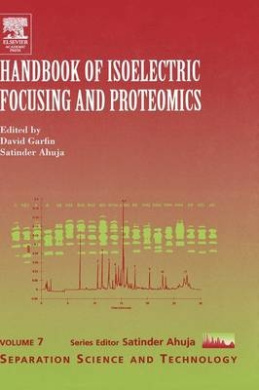 ELSEVIER
HANDBOOK OF ISOELECTRIC
FOCUSING AND PROTEOMICS
Edited by
David Garfin
Satinder Ahuja
VOLUME 7 Series Editor Satinder Ahuja
SEPARATION SCIENCE AND TECHNOLOGY